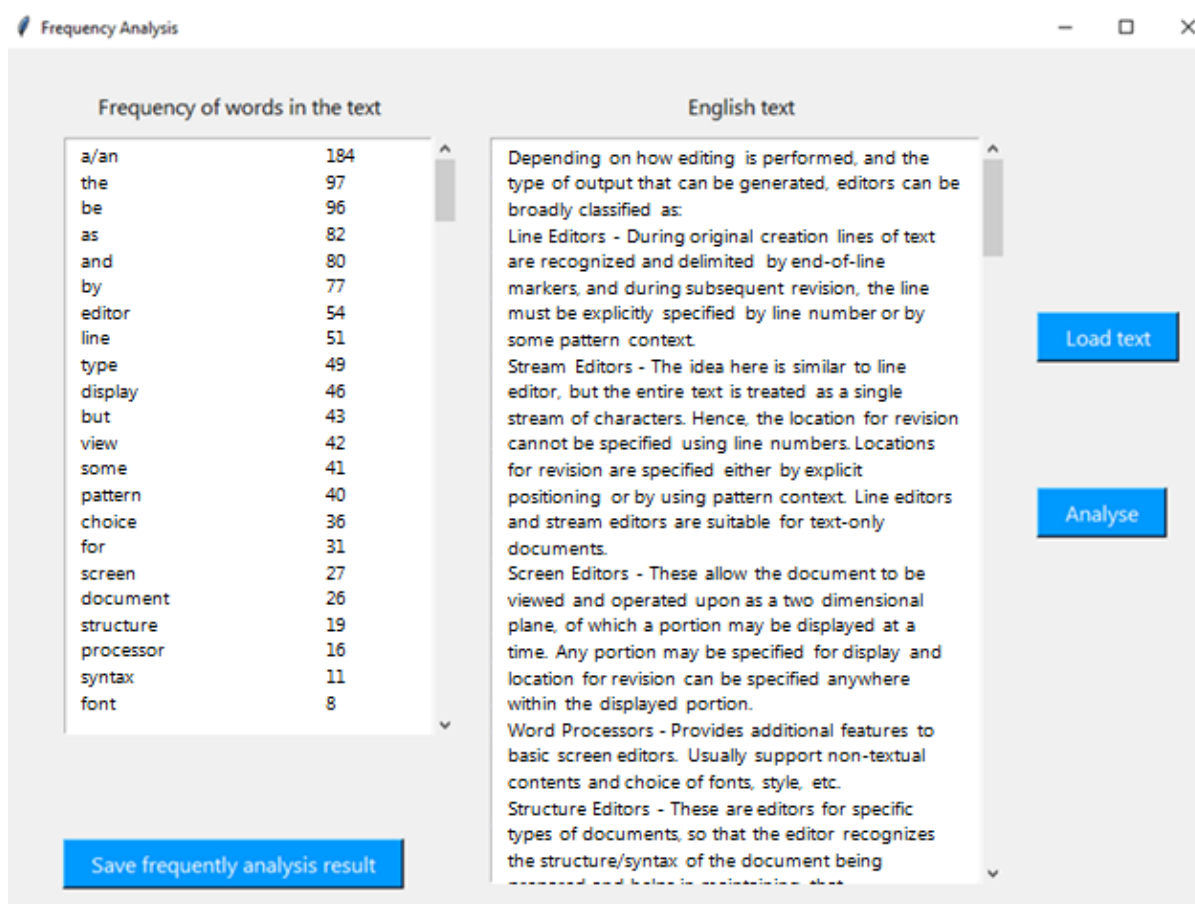 Frequency Analysis
Frequency of words in the text
a/an 184
the 97
be 96
as 82
and 80
by 77
editor 54
line 51
type 49
display 46
but 43
view 42
some 41
pattern 40
choice 36
for 31
screen 27
document 26
structure 19
processor 16
syntax 11
font 8
Save frequently analysis result
English text
Depending on how editing is performed, and the
type of output that can be generated, editors can be
broadly classified as:
Line Editors - During original creation lines of text
are recognized and delimited by end-of-line
markers, and during subsequent revision, the line
must be explicitly specified by line number or by
some pattern context.
Stream Editors - The idea here is similar to line
editor, but the entire text is treated as a single
stream of characters. Hence, the location for revision
cannot be specified using line numbers. Locations
for revision are specified either by explicit
positioning or by using pattern context. Line editors
and stream editors are suitable for text-only
documents.
Screen Editors - These allow the document to be
viewed and operated upon as a two dimensional
plane, of which a portion may be displayed at a
time. Any portion may be specified for display and
location for revision can be specified anywhere
within the displayed portion.
Word Processors - Provides additional features to
basic screen editors. Usually support non-textual
contents and choice of fonts, style, etc.
Structure Editors - These are editors for specific
types of documents, so that the editor recognizes
the structure/syntax of the document being
Load text
Analyse